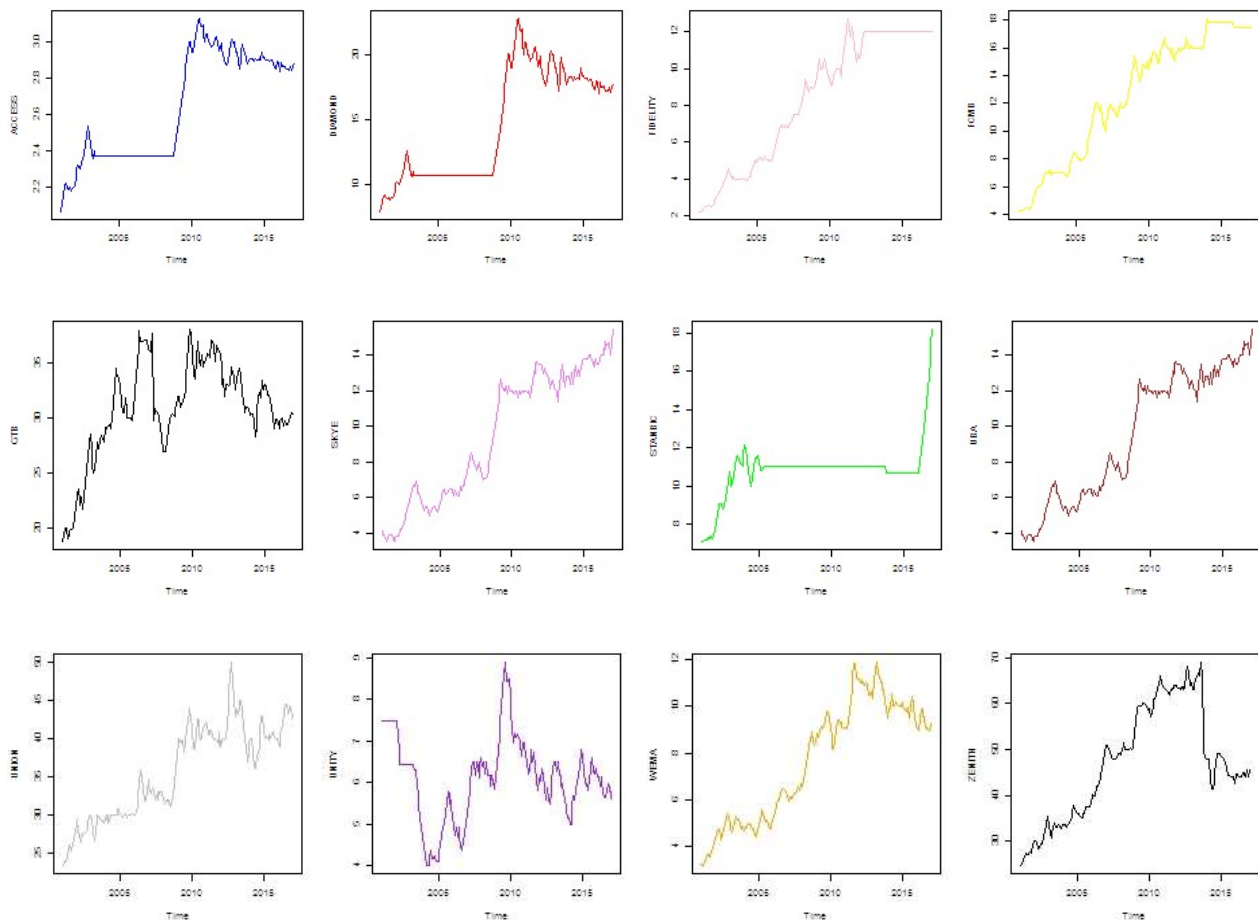 ACCESS
3.0
2.8
2.6
2.4
2.2
2005 2010 2015
Time
DIAMOND
20
15
10
2005 2010 2015
Time
FIDELITY
12
10
8
6
4
2
2005 2010 2015
Time
FCMB
18
16
14
12
10
8
6
4
2005 2010 2015
Time
GTB
35
30
25
20
2005 2010 2015
Time
SKYE
14
12
10
8
6
4
2005 2010 2015
Time
STANBIC
18
16
14
12
10
8
2005 2010 2015
Time
UBA
14
12
10
8
6
4
2005 2010 2015
Time
UNION
50
45
40
35
30
25
2005 2010 2015
Time
UNITY
9
8
7
6
5
4
2005 2010 2015
Time
WEMA
12
10
8
6
4
2005 2010 2015
Time
ZENITH
70
60
50
40
30
2005 2010 2015
Time